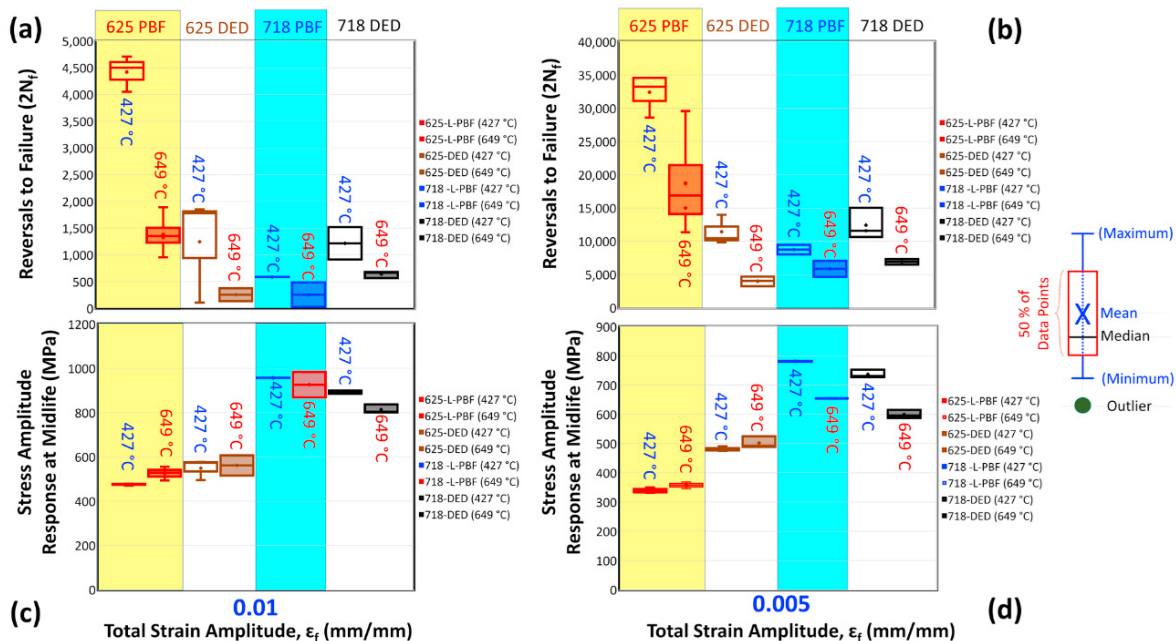 (a)
625 PBF
625 DED
718 PBF
718 DED
5,000
4,500
4,000
3,500
3,000
2,500
2,000
1,500
1,000
500
0
Reversals to Failure (2Nf)
427 °C
649 °C
427 °C
649 °C
427 °C
649 °C
427 °C
649 °C
625-L-PBF (427 °C)
625-L-PBF (649 °C)
625-DED (427 °C)
625-DED (649 °C)
718 -L-PBF (427 °C)
718 -L-PBF (649 °C)
718-DED (427 °C)
718-DED (649 °C)
(b)
625 PBF
625 DED
718 PBF
718 DED
40,000
35,000
30,000
25,000
20,000
15,000
10,000
5,000
0
Reversals to Failure (2Nf)
427 °C
649 °C
427 °C
649 °C
427 °C
649 °C
427 °C
649 °C
625-L-PBF (427 °C)
625-L-PBF (649 °C)
625-DED (427 °C)
625-DED (649 °C)
718 -L-PBF (427 °C)
718 -L-PBF (649 °C)
718-DED (427 °C)
718-DED (649 °C)
(Maximum)
50 % of
Data Points
Mean
Median
(Minimum)
Outlier
(c)
1200
1000
800
600
400
200
0
Stress Amplitude
Response at Midlife (MPa)
427 °C
649 °C
427 °C
649 °C
427 °C
649 °C
427 °C
649 °C
625-L-PBF (427 °C)
625-L-PBF (649 °C)
625-DED (427 °C)
625-DED (649 °C)
718 -L-PBF (427 °C)
718 -L-PBF (649 °C)
718-DED (427 °C)
718-DED (649 °C)
0.01
Total Strain Amplitude, εf (mm/mm)
(d)
900
800
700
600
500
400
300
200
100
0
Stress Amplitude
Response at Midlife (MPa)
427 °C
649 °C
427 °C
649 °C
427 °C
649 °C
427 °C
649 °C
625-L-PBF (427 °C)
625-L-PBF (649 °C)
625-DED (427 °C)
625-DED (649 °C)
718 -L-PBF (427 °C)
718 -L-PBF (649 °C)
718-DED (427 °C)
718-DED (649 °C)
0.005
Total Strain Amplitude, εf (mm/mm)